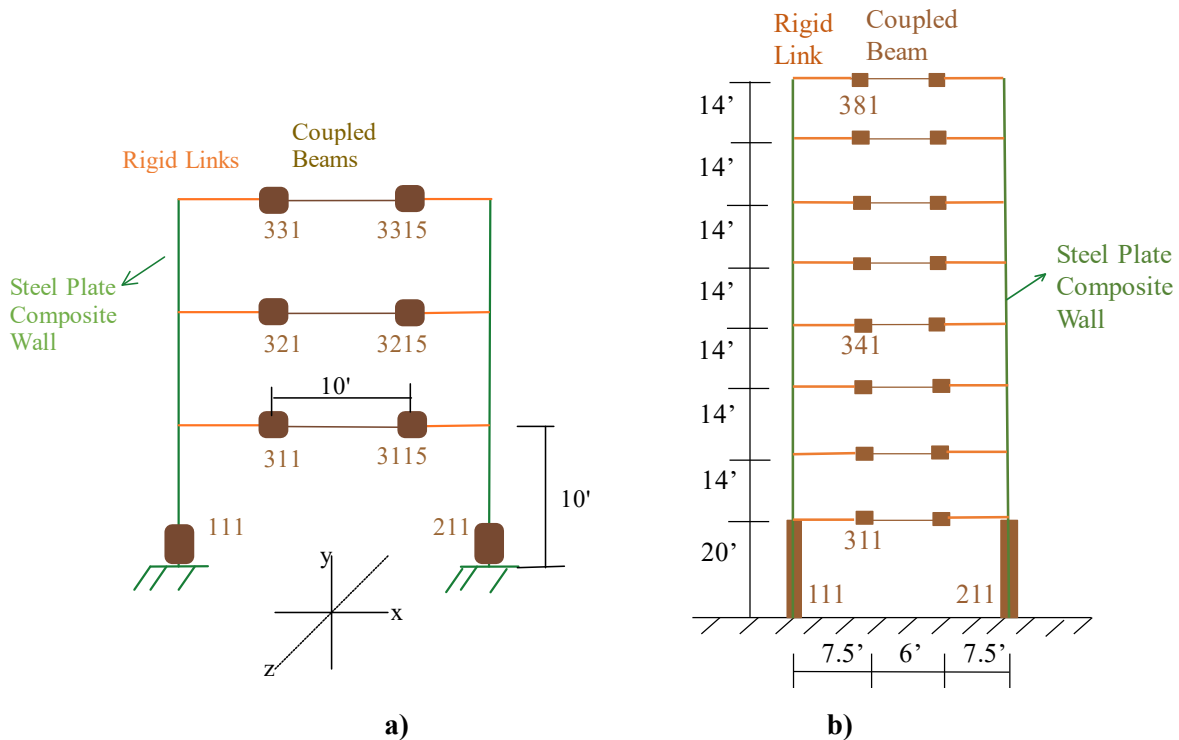 Coupled
Beams
Rigid Links
331
3315
Steel Plate
Composite
Wall
321
3215
10'
311
3115
10'
111
211
y
x
z
a)
Rigid
Link
Coupled
Beam
14’
381
14’
14’
14’
Steel Plate
Composite
Wall
14’
341
14’
14’
20’
311
111
211
7.5’
6’
7.5’
b)